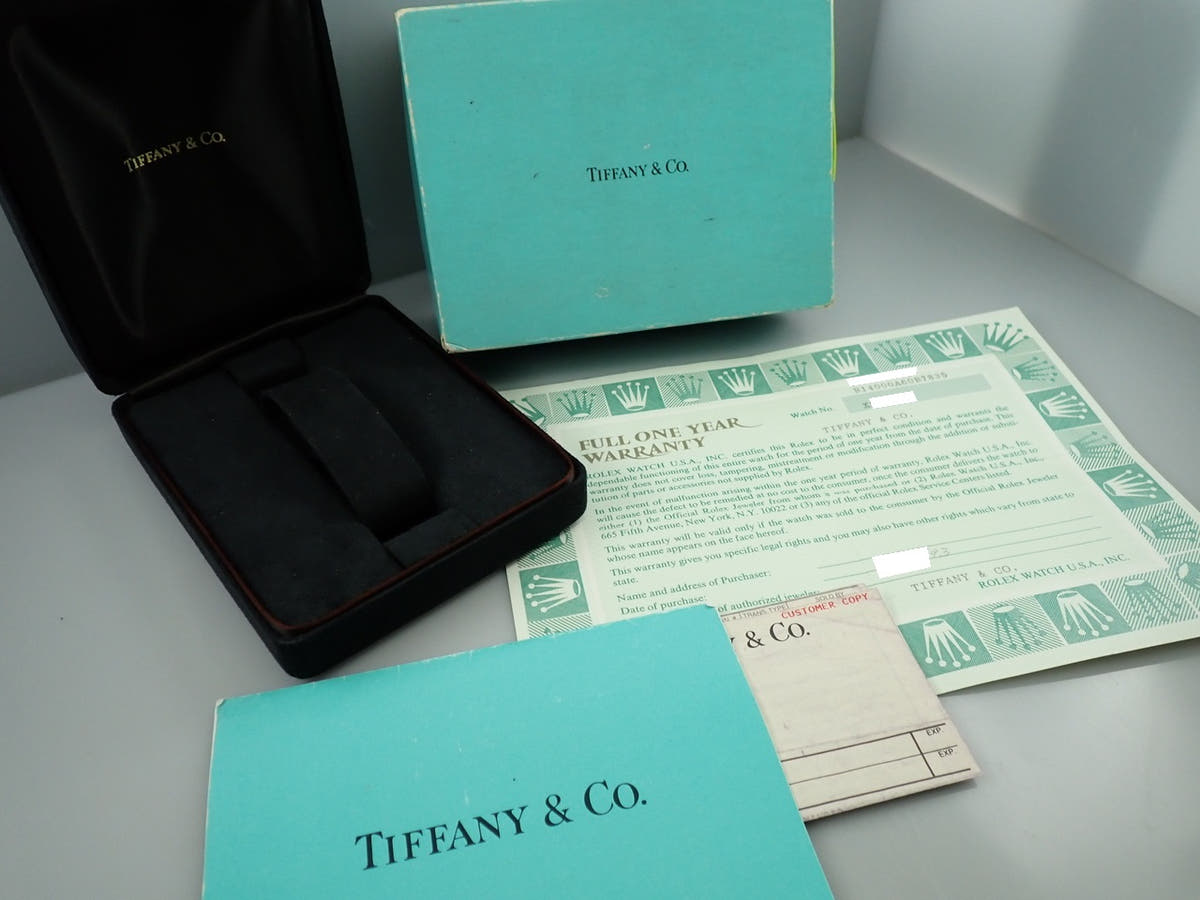 TIFFANY & CO.
TIFFANY & CO.
B14000A60B7835
Watch No.
TIFFANY & CO.
FULL ONE YEAR
WARRANTY
ROLEX WATCH U.S.A., INC. certifies this Rolex to be in perfect condition and warrants the
dependable functioning of this entire watch for the period of one year from the date of purchase. This
warranty does not cover loss, tampering, mistreatment or modification through the addition or substi-
tution of parts or accessories not supplied by Rolex.
In the event of malfunction arising within the one year period of warranty, Rolex Watch U.S.A., Inc.
will cause the defect to be remedied at no cost to the consumer, once the consumer delivers the watch to
either (1) the Official Rolex Jeweler from whom it was purchased or (2) Rolex Watch U.S.A., Inc.,
665 Fifth Avenue, New York, N.Y. 10022 or (3) any of the official Rolex Service Centers listed.
This warranty will be valid only if the watch was sold to the consumer by the Official Rolex Jeweler
whose name appears on the face hereof.
This warranty gives you specific legal rights and you may also have other rights which vary from state to
state.
Name and address of Purchaser:
Date of purchase:
of authorized jeweler:
93
TIFFANY & CO.
ROLEX WATCH U.S.A., INC.
TRANS TYPE
SOLD BY
CUSTOMER COPY
& CO.
EXP.
EXP.
TIFFANY & CO.